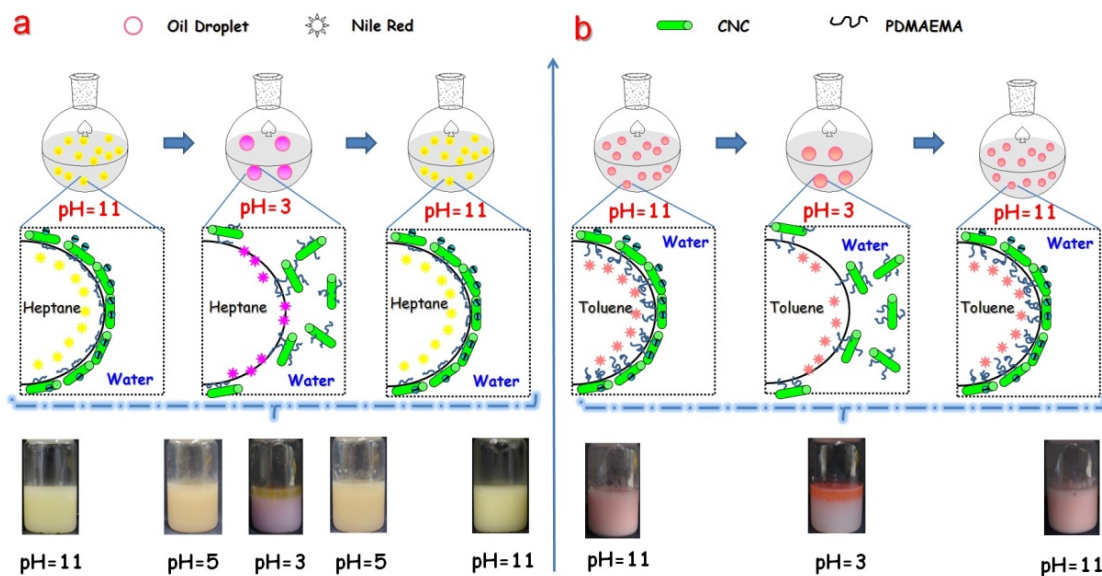 a
Oil Droplet
Nile Red
b
CNC
PDMAEMA
pH=11
pH=3
pH=11
Heptane
Water
Heptane
Water
Heptane
Water
pH=11
pH=5
pH=3
pH=5
pH=11
pH=11
pH=3
pH=11
Water
Toluene
Water
Toluene
Water
Toluene
pH=11
pH=3
pH=11